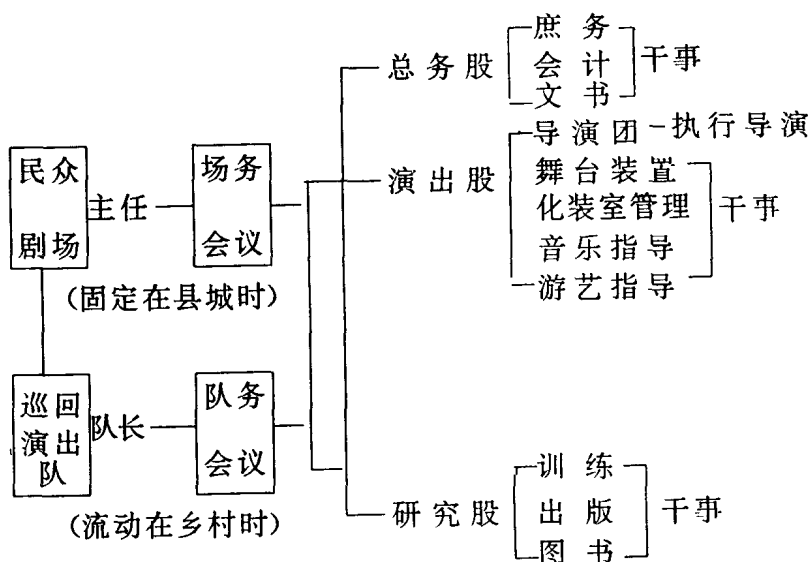 庶务
总务股
会计
干事
文书
导演团-执行导演
民众
剧场
主任
场务
会议
演出股
舞台装置
化装室管理
干事
音乐指导
游艺指导
(固定在县城时)
巡回
演出
队
队长
队务
会议
(流动在乡村时)
研究股
训练
出版
干事
图书